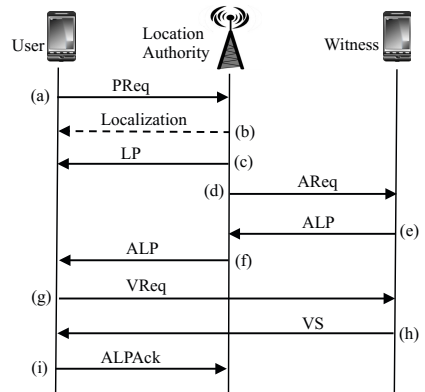 User
Location
Authority
Witness
(a) PReq
Localization (b)
LP (c)
(d) AReq
ALP (e)
ALP (f)
(g) VReq
VS (h)
(i) ALPAck